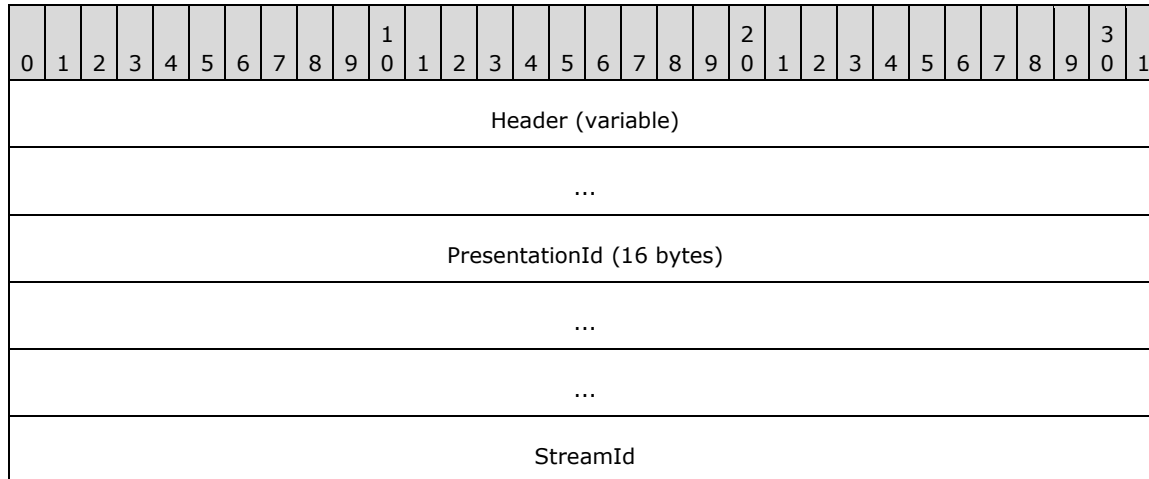 1 2 3
0 1 2 3 4 5 6 7 8 9 0 1 2 3 4 5 6 7 8 9 0 1 2 3 4 5 6 7 8 9 0 1
Header (variable)
...
PresentationId (16 bytes)
...
...
StreamId